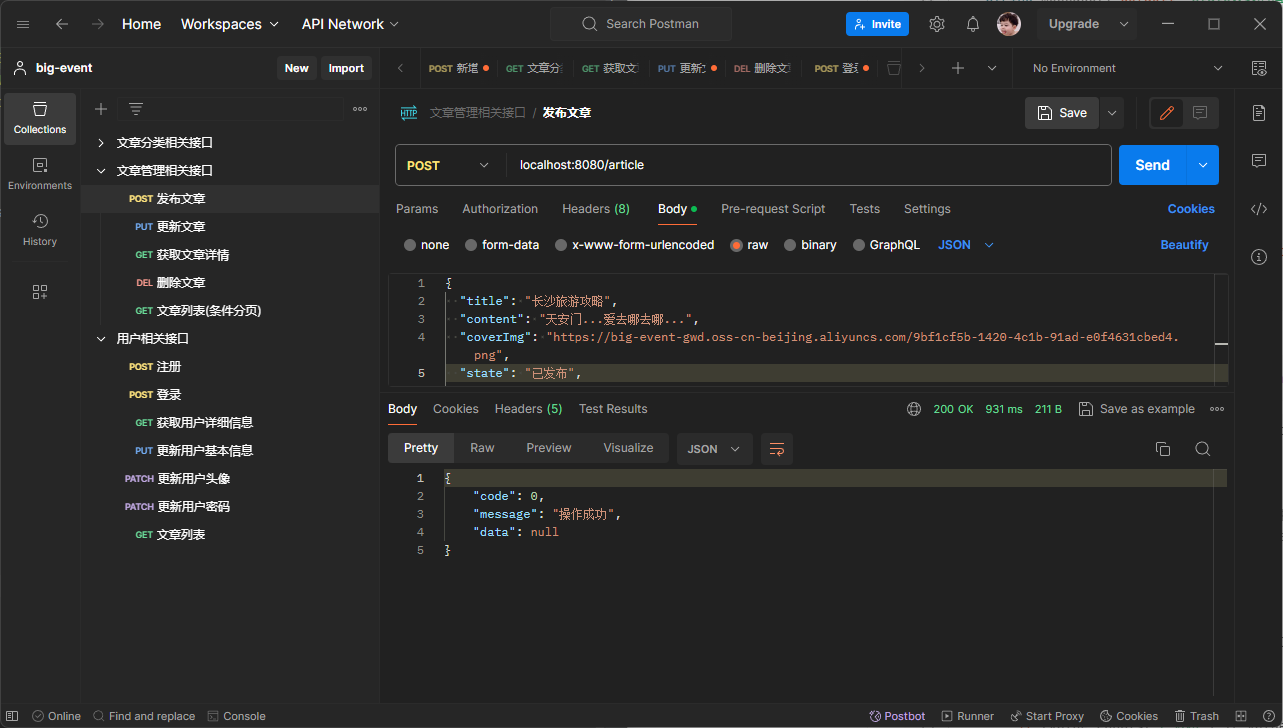 Home Workspaces API Network Search Postman Invite Upgrade
big-event New Import POST 新增 GET 文章分 GET 获取文 PUT 更新文 DEL 删除文 POST 登录 No Environment
Collections
Environments
History
文章分类相关接口
文章管理相关接口
POST 发布文章
PUT 更新文章
GET 获取文章详情
DEL 删除文章
GET 文章列表(条件分页)
用户相关接口
POST 注册
POST 登录
GET 获取用户详细信息
PUT 更新用户基本信息
PATCH 更新用户头像
PATCH 更新用户密码
GET 文章列表
HTTP 文章管理相关接口 / 发布文章 Save
POST localhost:8080/article Send
Params Authorization Headers (8) Body Pre-request Script Tests Settings Cookies
none form-data x-www-form-urlencoded raw binary GraphQL JSON Beautify
1 {
2 "title": "长沙旅游攻略",
3 "content": "天安门...爱去哪去哪...",
4 "coverImg": "https://big-event-gwd.oss-cn-beijing.aliyuncs.com/9bf1cf5b-1420-4c1b-91ad-e0f4631cbed4.
png",
5 "state": "已发布",
Body Cookies Headers (5) Test Results 200 OK 931 ms 211 B Save as example
Pretty Raw Preview Visualize JSON
1 {
2 "code": 0,
3 "message": "操作成功",
4 "data": null
5 }
Online Find and replace Console Postbot Runner Start Proxy Cookies Trash